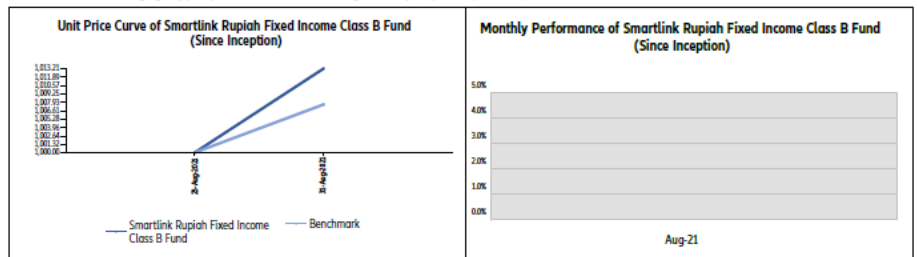 Unit Price Curve of Smartlink Rupiah Fixed Income Class B Fund
(Since Inception)
1,013.21
1,011.89
1,010.57
1,009.25
1,007.93
1,006.61
1,005.28
1,003.96
1,002.64
1,001.32
1,000.00
31-Aug-2021
Smartlink Rupiah Fixed Income
Class B Fund
Benchmark
Monthly Performance of Smartlink Rupiah Fixed Income Class B Fund
(Since Inception)
5.0%
4.0%
3.0%
2.0%
1.0%
0.0%
Aug-21